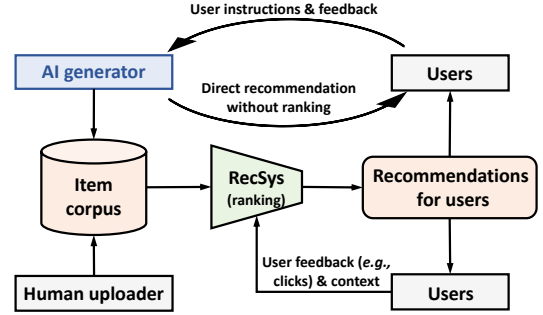 User instructions & feedback
AI generator
Users
Direct recommendation
without ranking
Item
corpus
RecSys
(ranking)
Recommendations
for users
User feedback (e.g.,
clicks) & context
Human uploader
Users